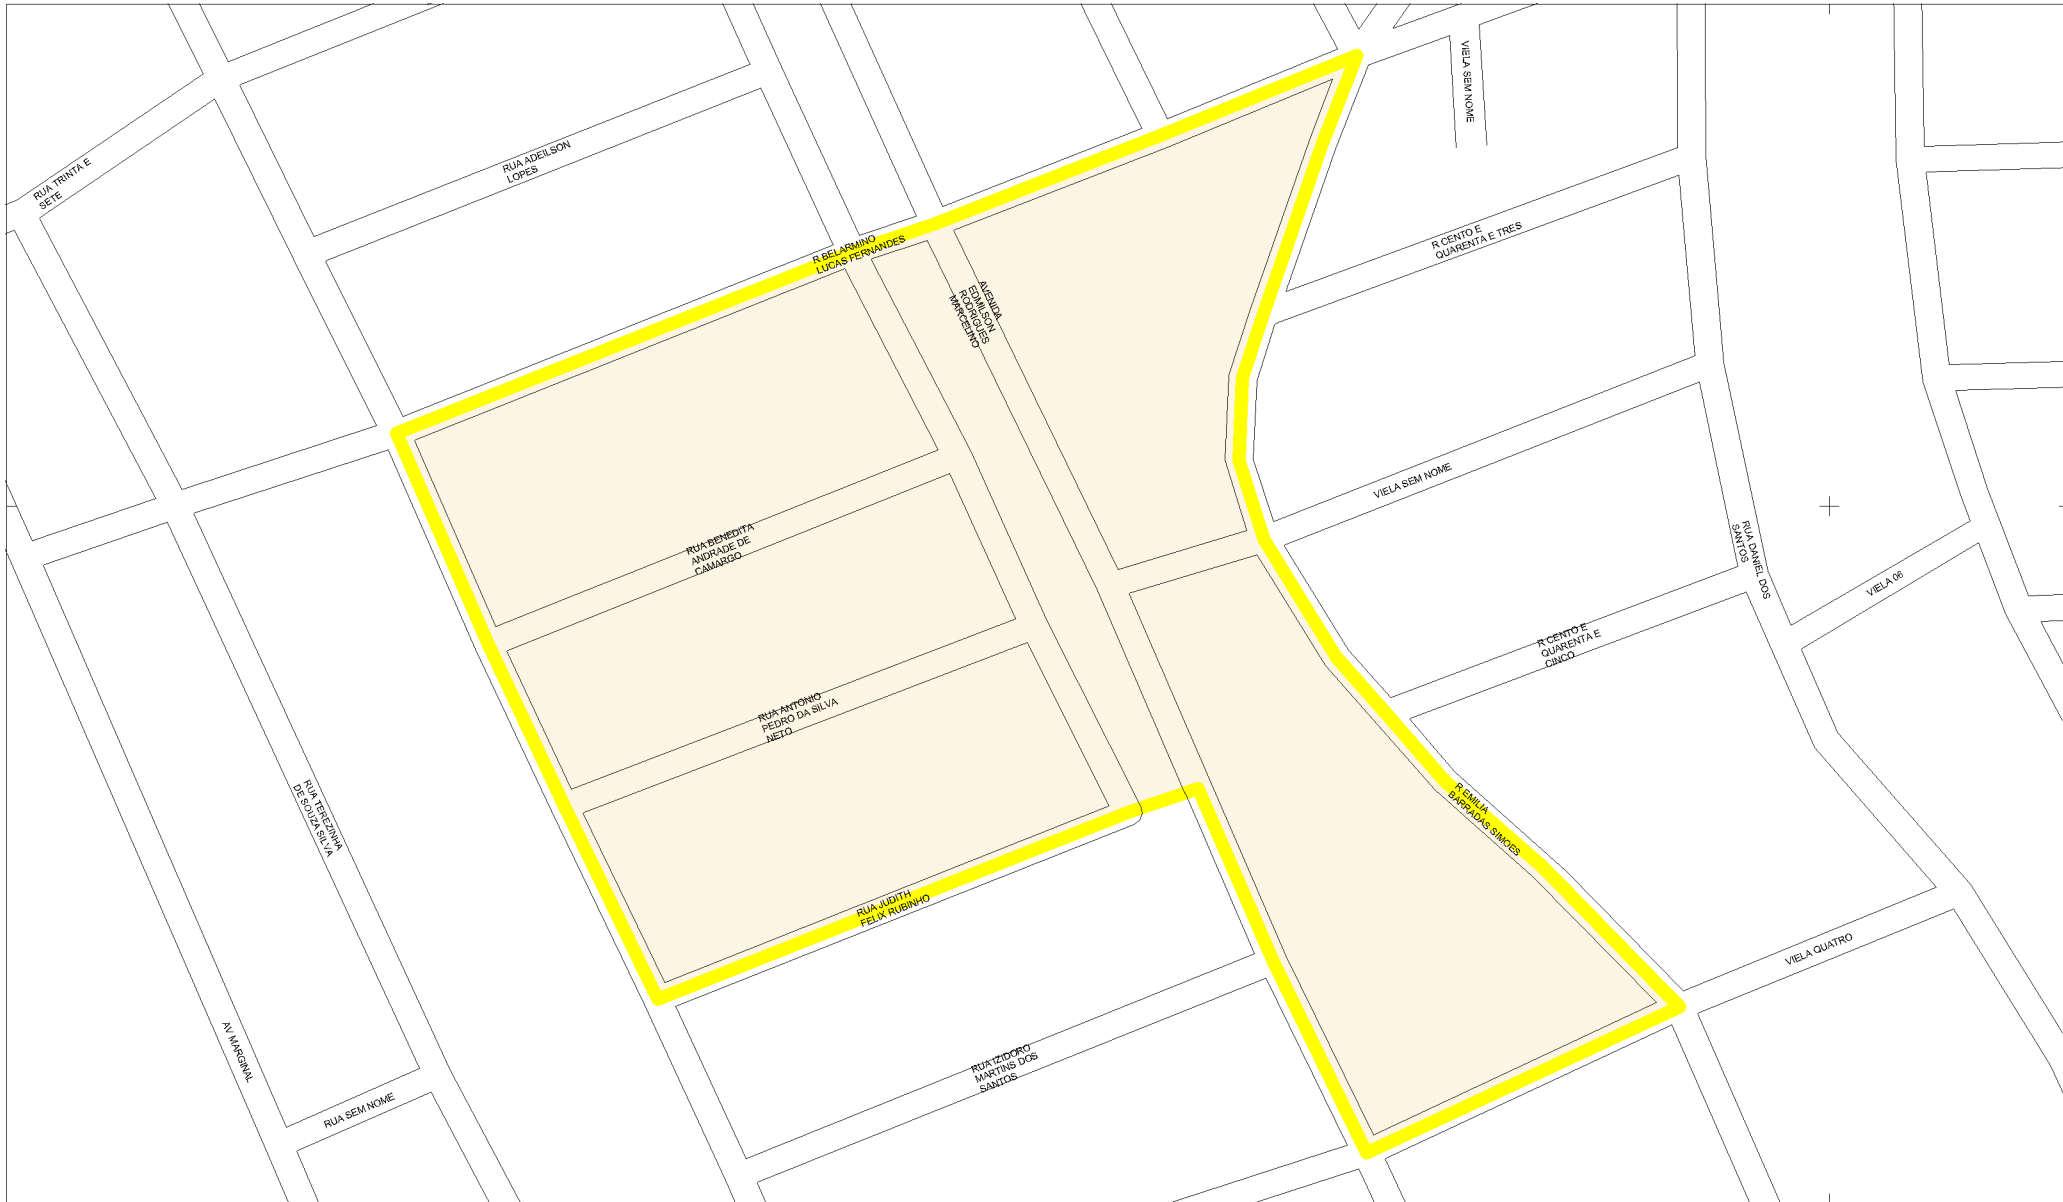 VIELA SEM NOME
RUA TRINTA E
SETE
RUA ADEILSON
LOPES
R BELARMINO
LUCAS FERNANDES
R CENTO E
QUARENTA E TRES
AVENIDA
EDMILSON
RODRIGUES
MARCELINO
VIELA SEM NOME
RUA BENEDITA
ANDRADE DE
CAMARGO
RUA DANIEL DOS
SANTOS
VIELA 06
R CENTO E
QUARENTA E
CINCO
RUA ANTONIO
PEDRO DA SILVA
NETO
RUA TEREZINHA
DE SOUZA SILVA
R EMILIA
BARRADAS SIMOES
RUA JUDITH
FELIX RUBINHO
VIELA QUATRO
AV MARGINAL
RUA IZIDORO
MARTINS DOS
SANTOS
RUA SEM NOME